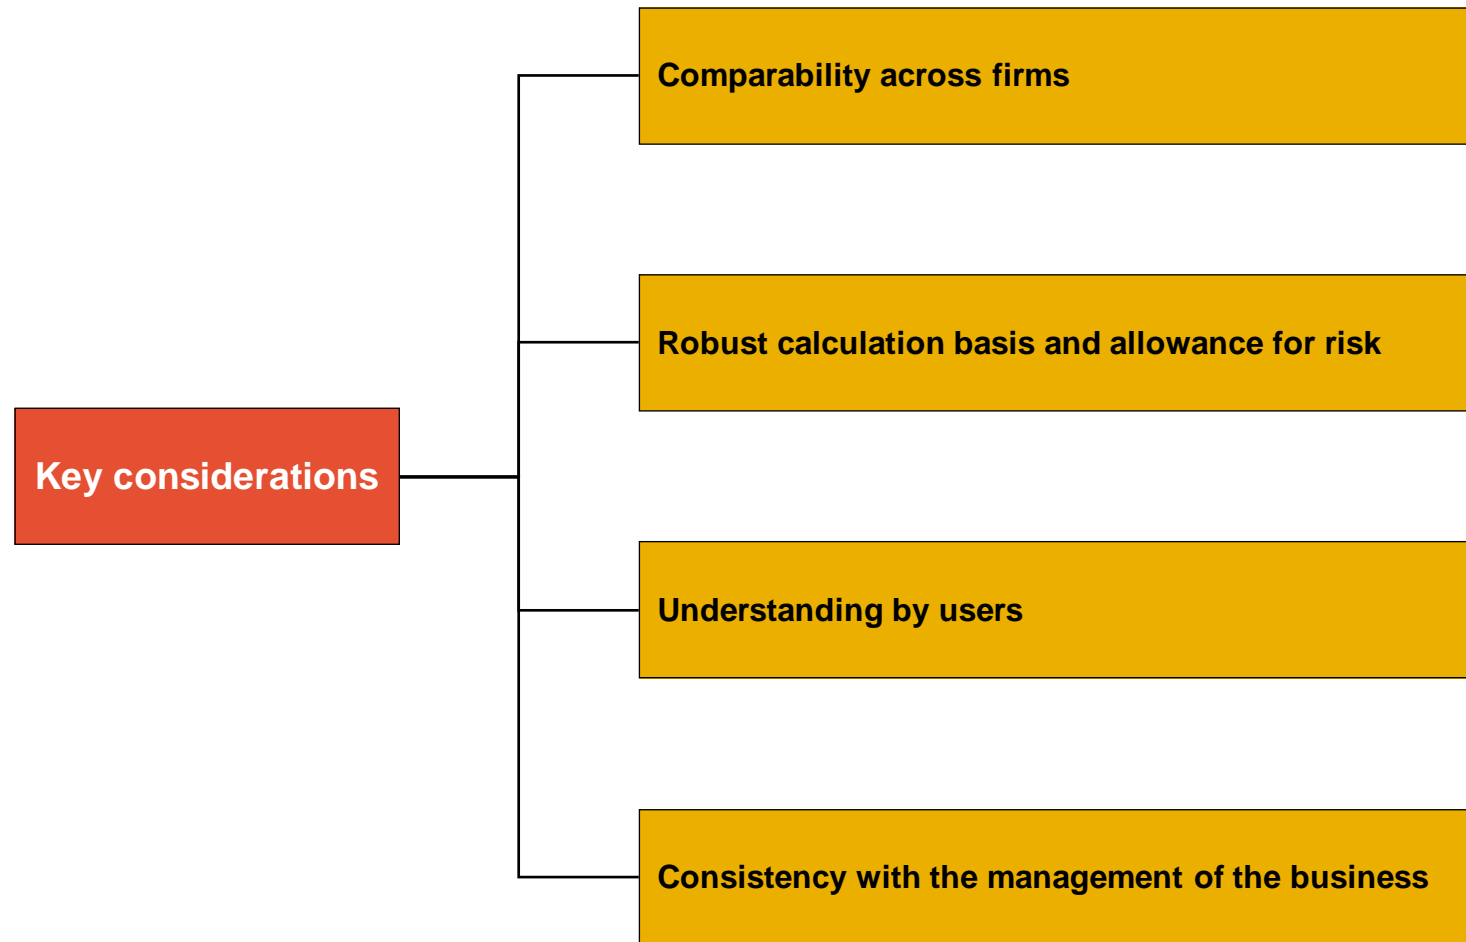 Comparability across firms
Robust calculation basis and allowance for risk
Key considerations
Understanding by users
Consistency with the management of the business